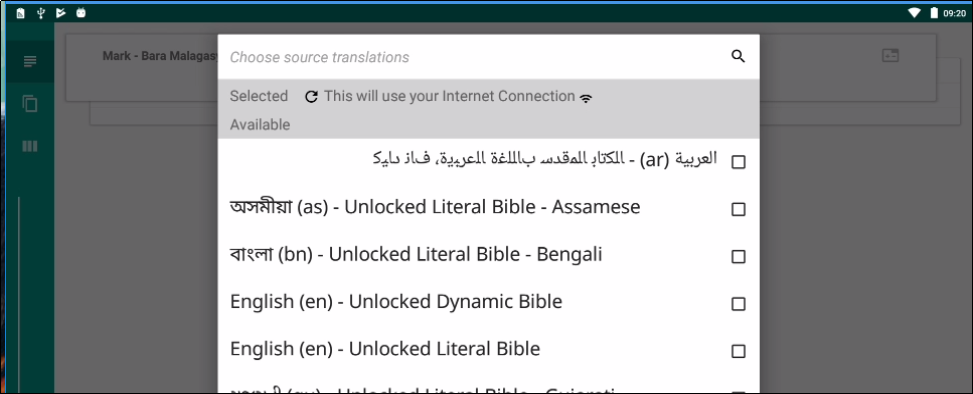 09:20
Mark - Bara Malagasy
Choose source translations
Selected This will use your Internet Connection
Available
العربية (ar) - الكتاب المقدس باللغة العربية، فان دايك
অসমীয়া (as) - Unlocked Literal Bible - Assamese
বাংলা (bn) - Unlocked Literal Bible - Bengali
English (en) - Unlocked Dynamic Bible
English (en) - Unlocked Literal Bible
(gu) - Unlocked Literal Bible - Gujarati